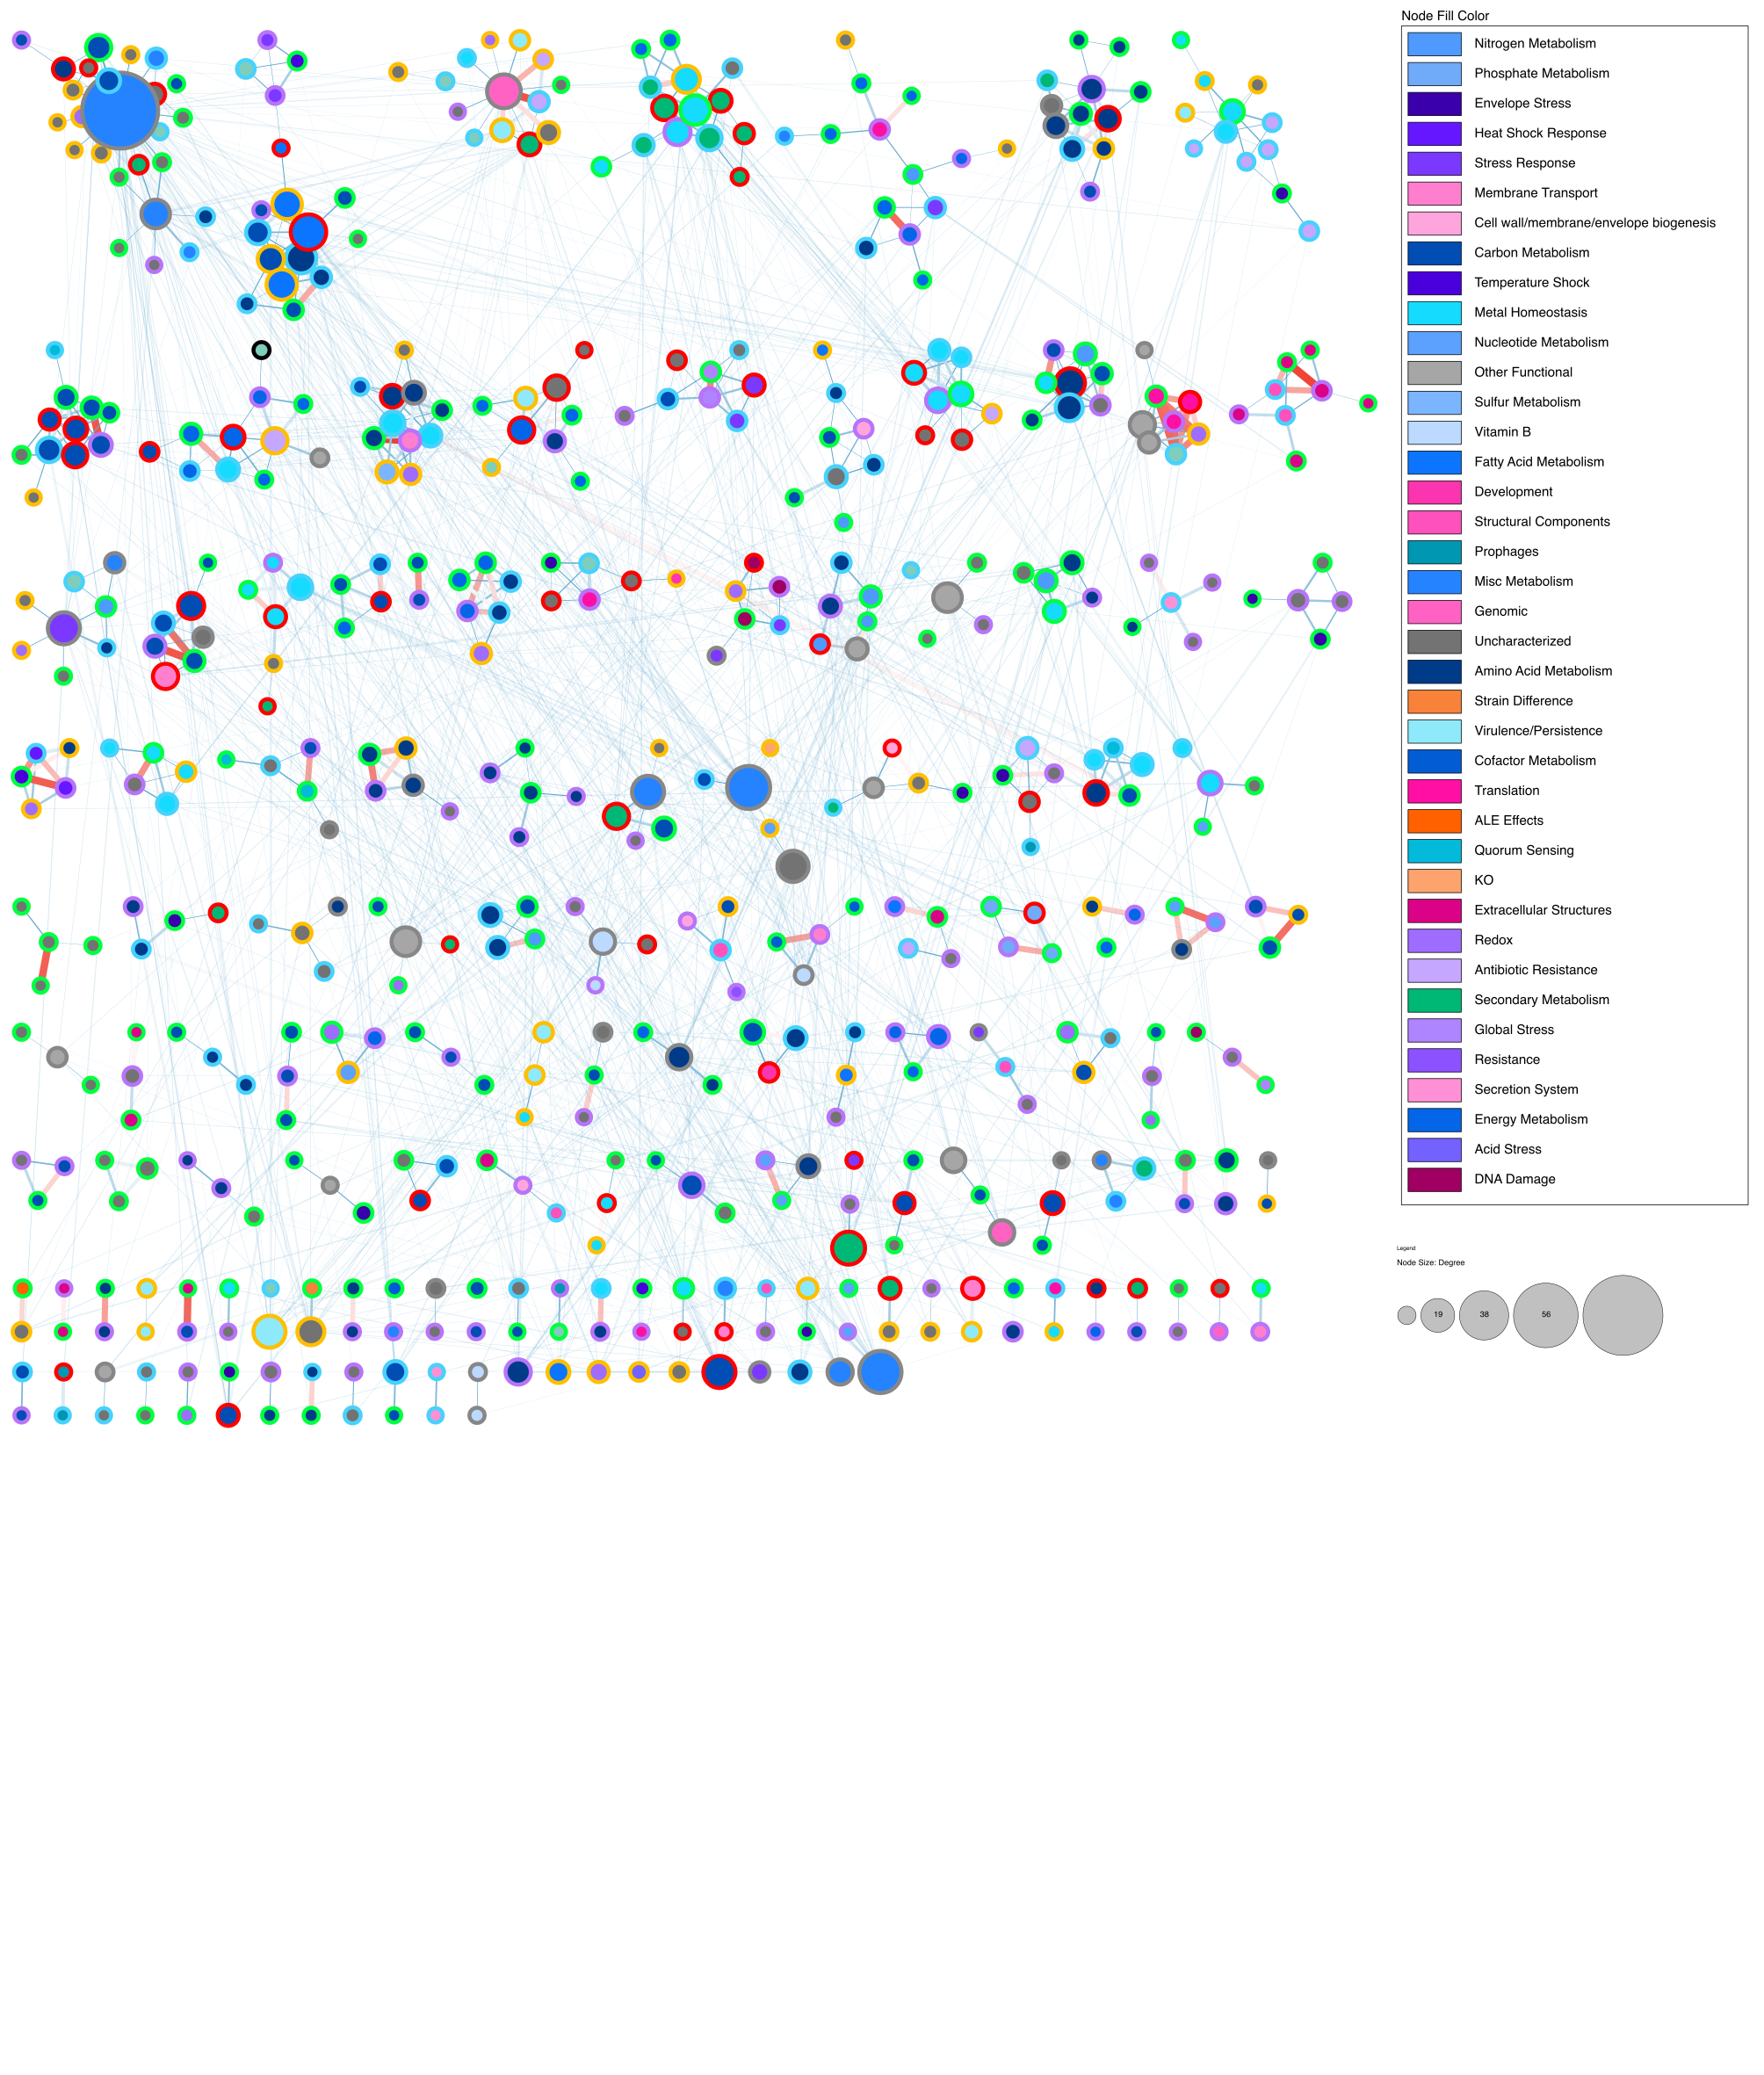 Node Fill Color
Nitrogen Metabolism
Phosphate Metabolism
Envelope Stress
Heat Shock Response
Stress Response
Membrane Transport
Cell wall/membrane/envelope biogenesis
Carbon Metabolism
Temperature Shock
Metal Homeostasis
Nucleotide Metabolism
Other Functional
Sulfur Metabolism
Vitamin B
Fatty Acid Metabolism
Development
Structural Components
Prophages
Misc Metabolism
Genomic
Uncharacterized
Amino Acid Metabolism
Strain Difference
Virulence/Persistence
Cofactor Metabolism
Translation
ALE Effects
Quorum Sensing
KO
Extracellular Structures
Redox
Antibiotic Resistance
Secondary Metabolism
Global Stress
Resistance
Secretion System
Energy Metabolism
Acid Stress
DNA Damage
Legend
Node Size: Degree
19 38 56